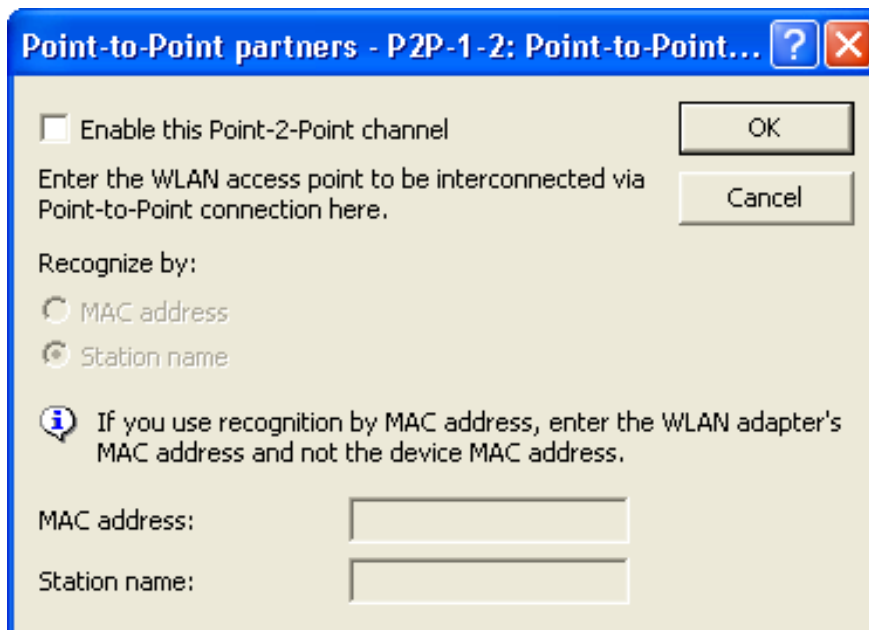 Point-to-Point partners - P2P-1-2: Point-to-Point...
Enable this Point-2-Point channel
OK
Enter the WLAN access point to be interconnected via
Point-to-Point connection here.
Cancel
Recognize by:
MAC address
Station name
If you use recognition by MAC address, enter the WLAN adapter's
MAC address and not the device MAC address.
MAC address:
Station name: